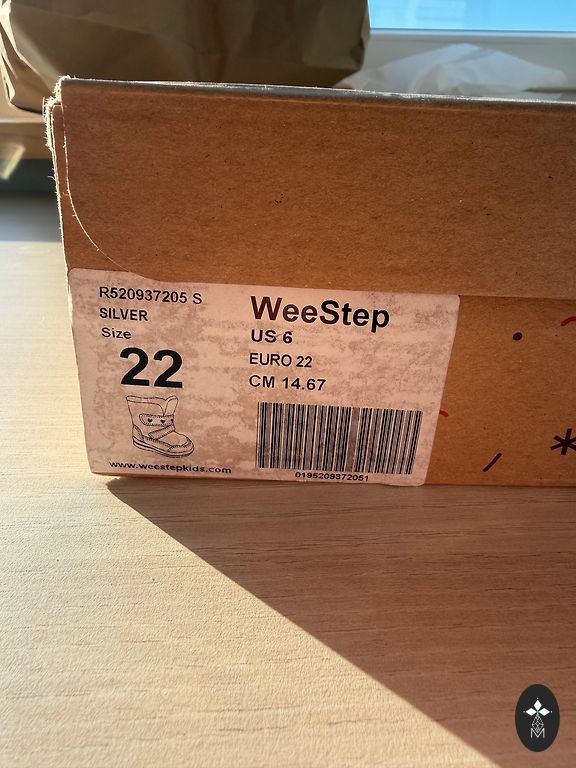 R520937205 S
SILVER
Size
22
www.weestepkids.com
WeeStep
US 6
EURO 22
CM 14.67
0195209372051
M